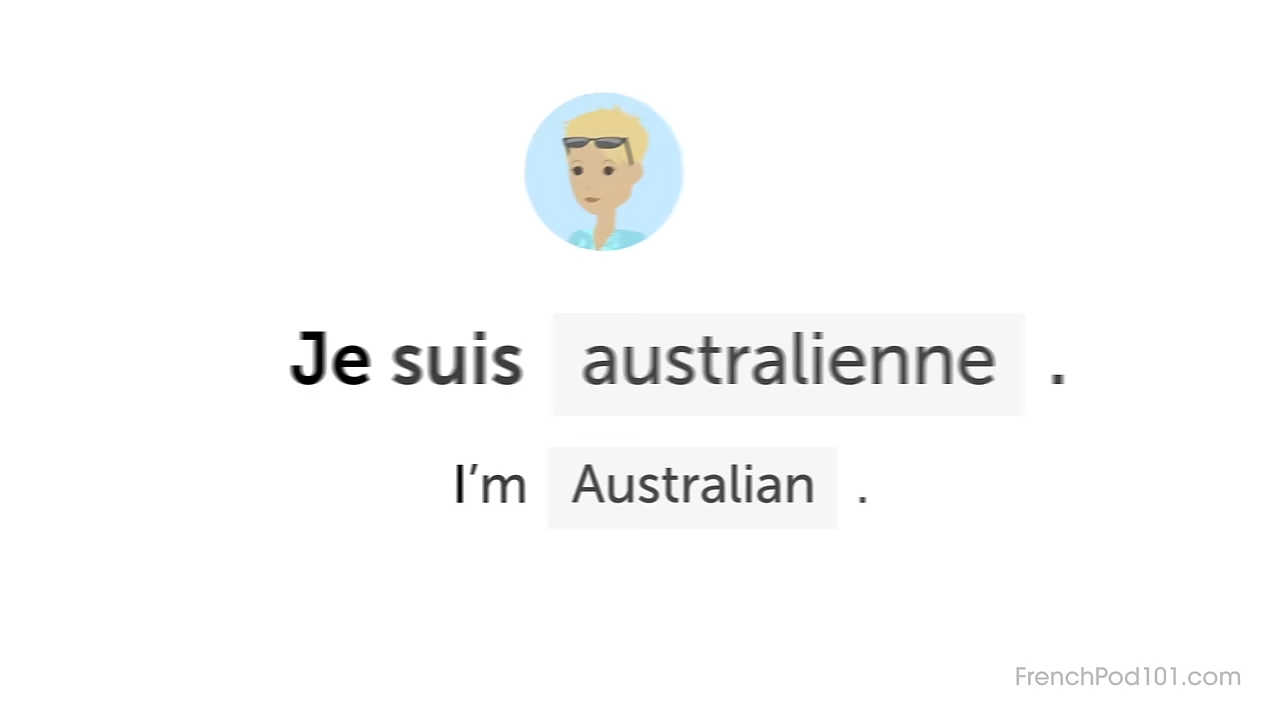 Je suis australienne .
I’m Australian .
FrenchPod101.com